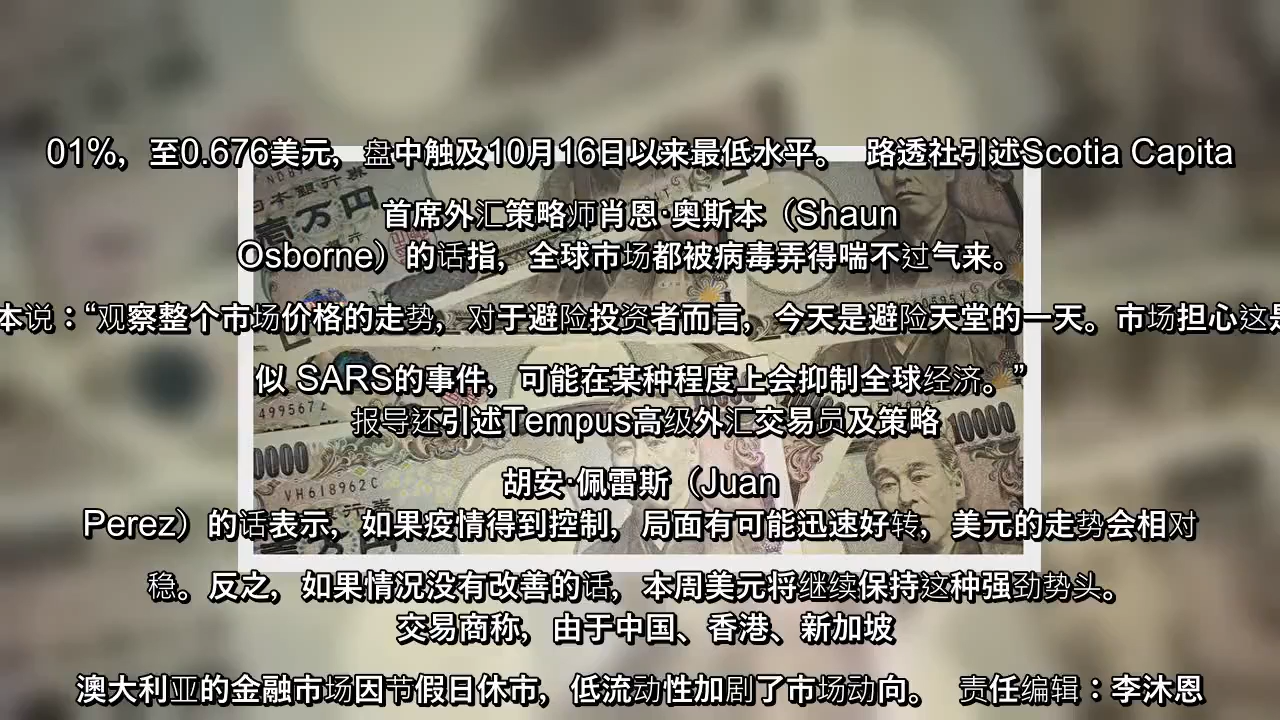 01%，至0.676美元，盘中触及10月16日以来最低水平。 路透社引述Scotia Capita
首席外汇策略师肖恩·奥斯本（Shaun
Osborne）的话指，全球市场都被病毒弄得喘不过气来。
本说：“观察整个市场价格的走势，对于避险投资者而言，今天是避险天堂的一天。市场担心这是
似 SARS的事件，可能在某种程度上会抑制全球经济。”
报导还引述Tempus高级外汇交易员及策略
胡安·佩雷斯（Juan
Perez）的话表示，如果疫情得到控制，局面有可能迅速好转，美元的走势会相对
稳。反之，如果情况没有改善的话，本周美元将继续保持这种强劲势头。
交易商称，由于中国、香港、新加坡
澳大利亚的金融市场因节假日休市，低流动性加剧了市场动向。 责任编辑：李沐恩
499567
10000
0000
VH618962C